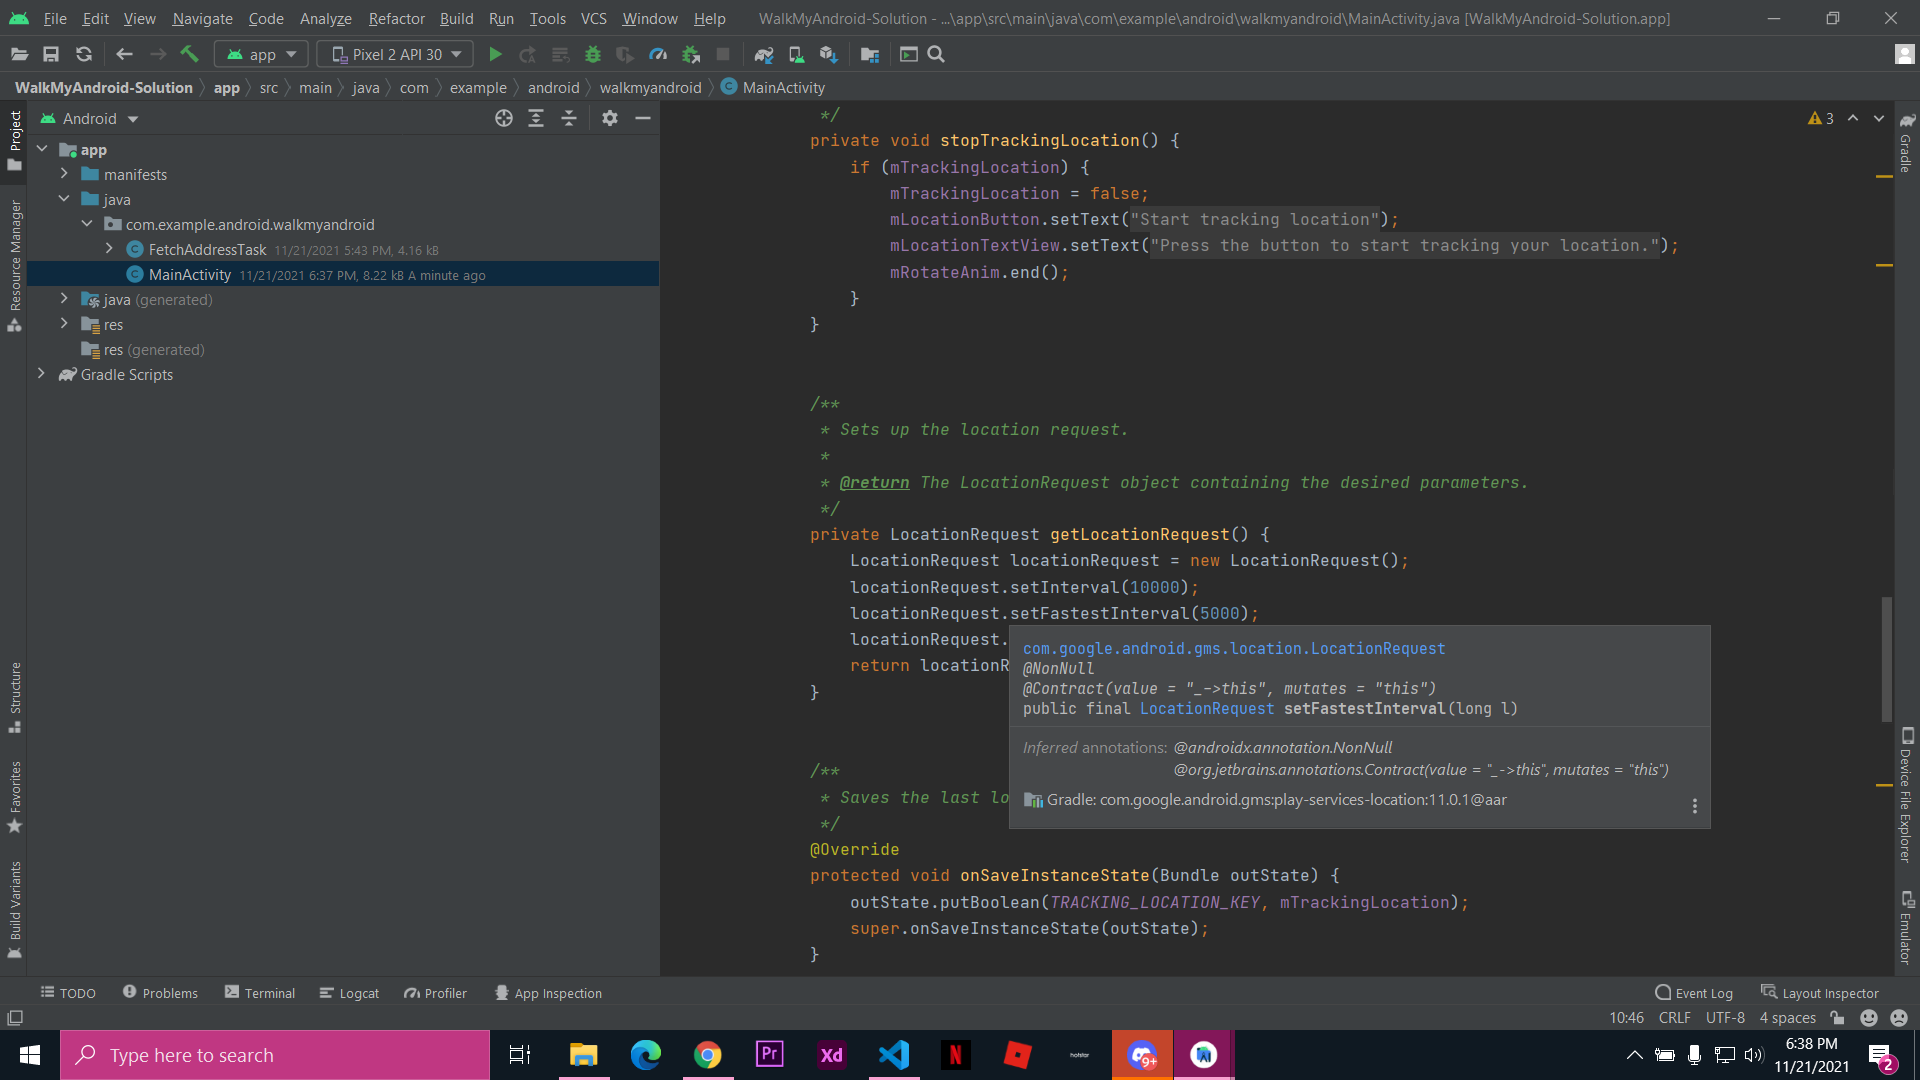 File Edit View Navigate Code Analyze Refactor Build Run Tools VCS Window Help WalkMyAndroid-Solution - ...\app\src\main\java\com\example\android\walkmyandroid\MainActivity.java [WalkMyAndroid-Solution.app]
app Pixel 2 API 30
WalkMyAndroid-Solution app src main java com example android walkmyandroid MainActivity
Project
Resource Manager
Structure
Favorites
Build Variants
Android
app
manifests
java
com.example.android.walkmyandroid
FetchAddressTask 11/21/2021 5:43 PM, 4.16 kB
MainActivity 11/21/2021 6:37 PM, 8.22 kB A minute ago
java (generated)
res
res (generated)
Gradle Scripts
3
*/
private void stopTrackingLocation() {
if (mTrackingLocation) {
mTrackingLocation = false;
mLocationButton.setText("Start tracking location");
mLocationTextView.setText("Press the button to start tracking your location.");
mRotateAnim.end();
}
}
/**
* Sets up the location request.
*
* @return The LocationRequest object containing the desired parameters.
*/
private LocationRequest getLocationRequest() {
LocationRequest locationRequest = new LocationRequest();
locationRequest.setInterval(10000);
locationRequest.setFastestInterval(5000);
locationRequest.
return locationR
}
com.google.android.gms.location.LocationRequest
@NonNull
@Contract(value = "_->this", mutates = "this")
public final LocationRequest setFastestInterval(long l)
Inferred annotations: @androidx.annotation.NonNull
@org.jetbrains.annotations.Contract(value = "_->this", mutates = "this")
Gradle: com.google.android.gms:play-services-location:11.0.1@aar
/**
* Saves the last lo
*/
@Override
protected void onSaveInstanceState(Bundle outState) {
outState.putBoolean(TRACKING_LOCATION_KEY, mTrackingLocation);
super.onSaveInstanceState(outState);
}
Gradle
Device File Explorer
Emulator
TODO Problems Terminal Logcat Profiler App Inspection Event Log Layout Inspector
10:46 CRLF UTF-8 4 spaces
Type here to search
Pr
Xd
N
hotstar
9+
6:38 PM
11/21/2021
2